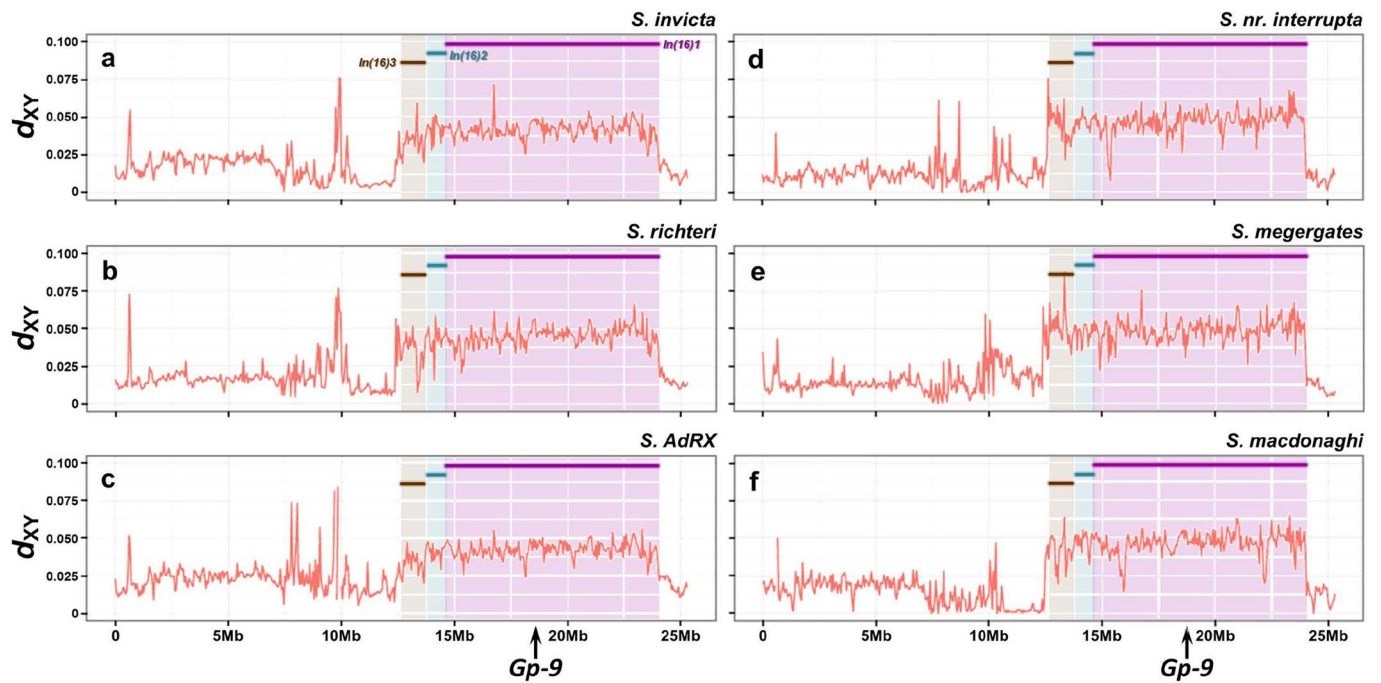 S. invicta
a
dXY
0.100
0.075
0.050
0.025
0
In(16)3
In(16)2
In(16)1
S. nr. interrupta
d
S. richteri
b
dXY
0.100
0.075
0.050
0.025
0
S. megergates
e
S. AdRX
c
dXY
0.100
0.075
0.050
0.025
0
0 5Mb 10Mb 15Mb 20Mb 25Mb
Gp-9
S. macdonaghi
f
0 5Mb 10Mb 15Mb 20Mb 25Mb
Gp-9